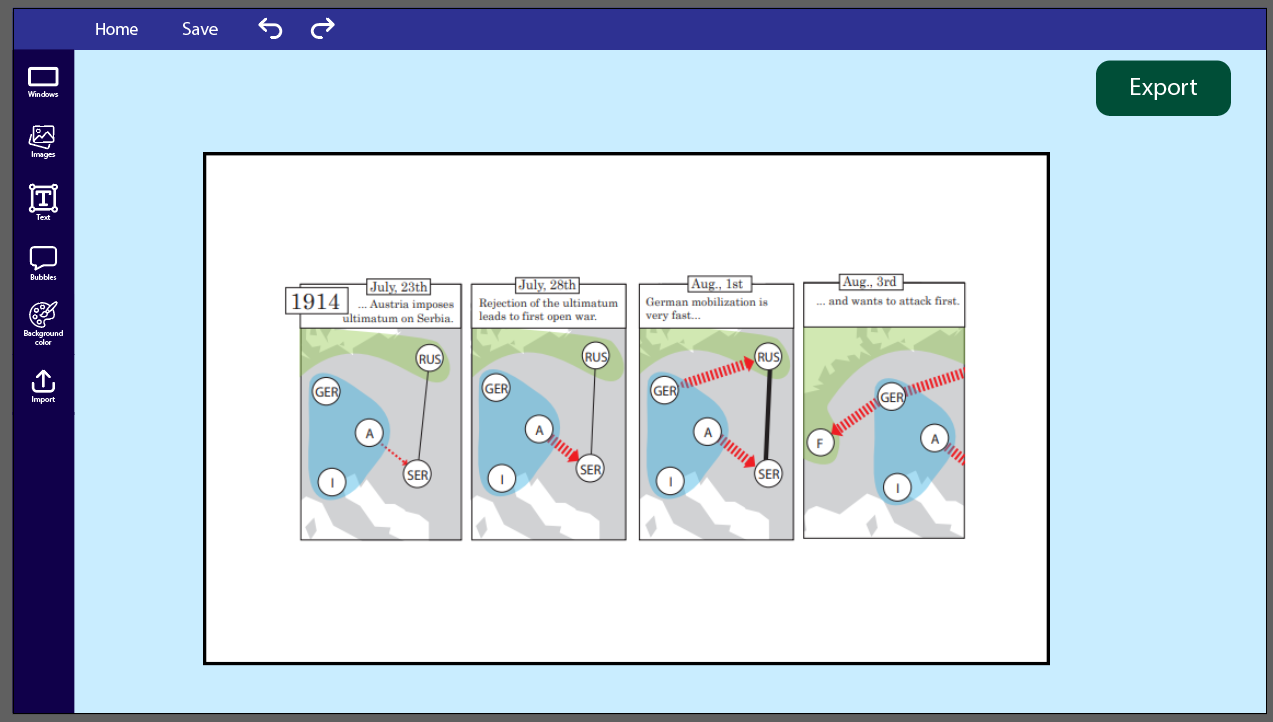 Home
Save
Export
Windows
Images
Text
Bubbles
Background
color
Import
1914
July, 23th
... Austria imposes
ultimatum on Serbia.
RUS
GER
A
SER
I
July, 28th
Rejection of the ultimatum
leads to first open war.
RUS
GER
A
SER
I
Aug., 1st
German mobilization is
very fast...
RUS
GER
A
SER
I
Aug., 3rd
... and wants to attack first.
GER
F
A
I